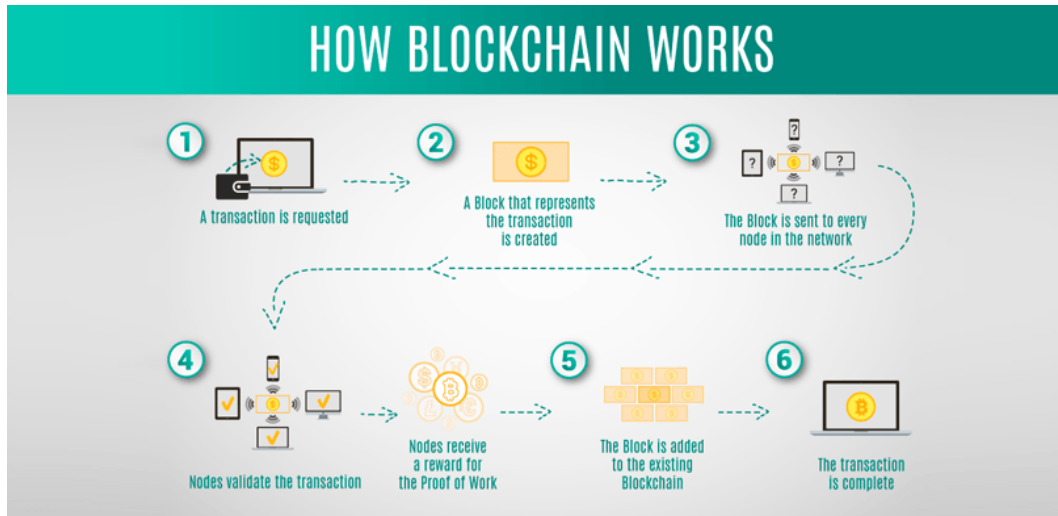 HOW BLOCKCHAIN WORKS
1
A transaction is requested
2
A Block that represents
the transaction
is created
3
The Block is sent to every
node in the network
4
Nodes validate the transaction
Nodes receive
a reward for
the Proof of Work
5
The Block is added
to the existing
Blockchain
6
The transaction
is complete